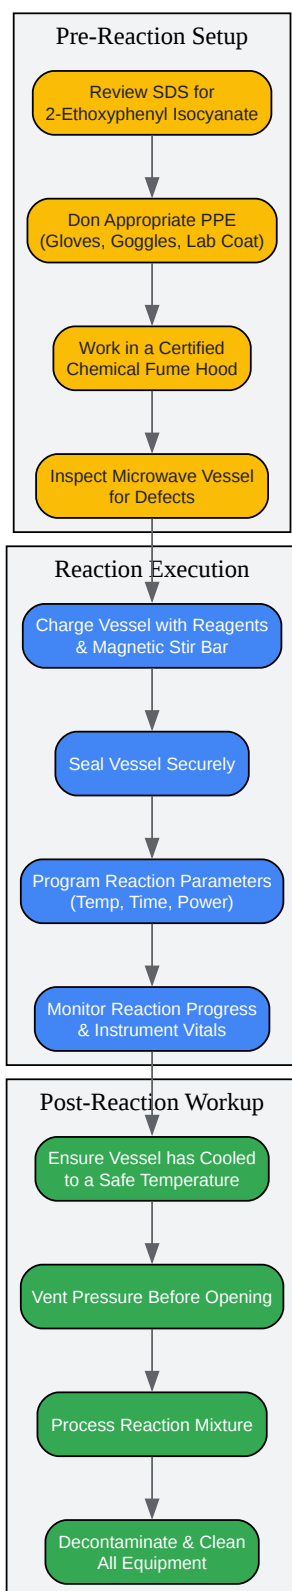 Pre-Reaction Setup
Review SDS for
2-Ethoxyphenyl Isocyanate
Don Appropriate PPE
(Gloves, Goggles, Lab Coat)
Work in a Certified
Chemical Fume Hood
Inspect Microwave Vessel
for Defects
Reaction Execution
Charge Vessel with Reagents
& Magnetic Stir Bar
Seal Vessel Securely
Program Reaction Parameters
(Temp, Time, Power)
Monitor Reaction Progress
& Instrument Vitals
Post-Reaction Workup
Ensure Vessel has Cooled
to a Safe Temperature
Vent Pressure Before Opening
Process Reaction Mixture
Decontaminate & Clean
All Equipment